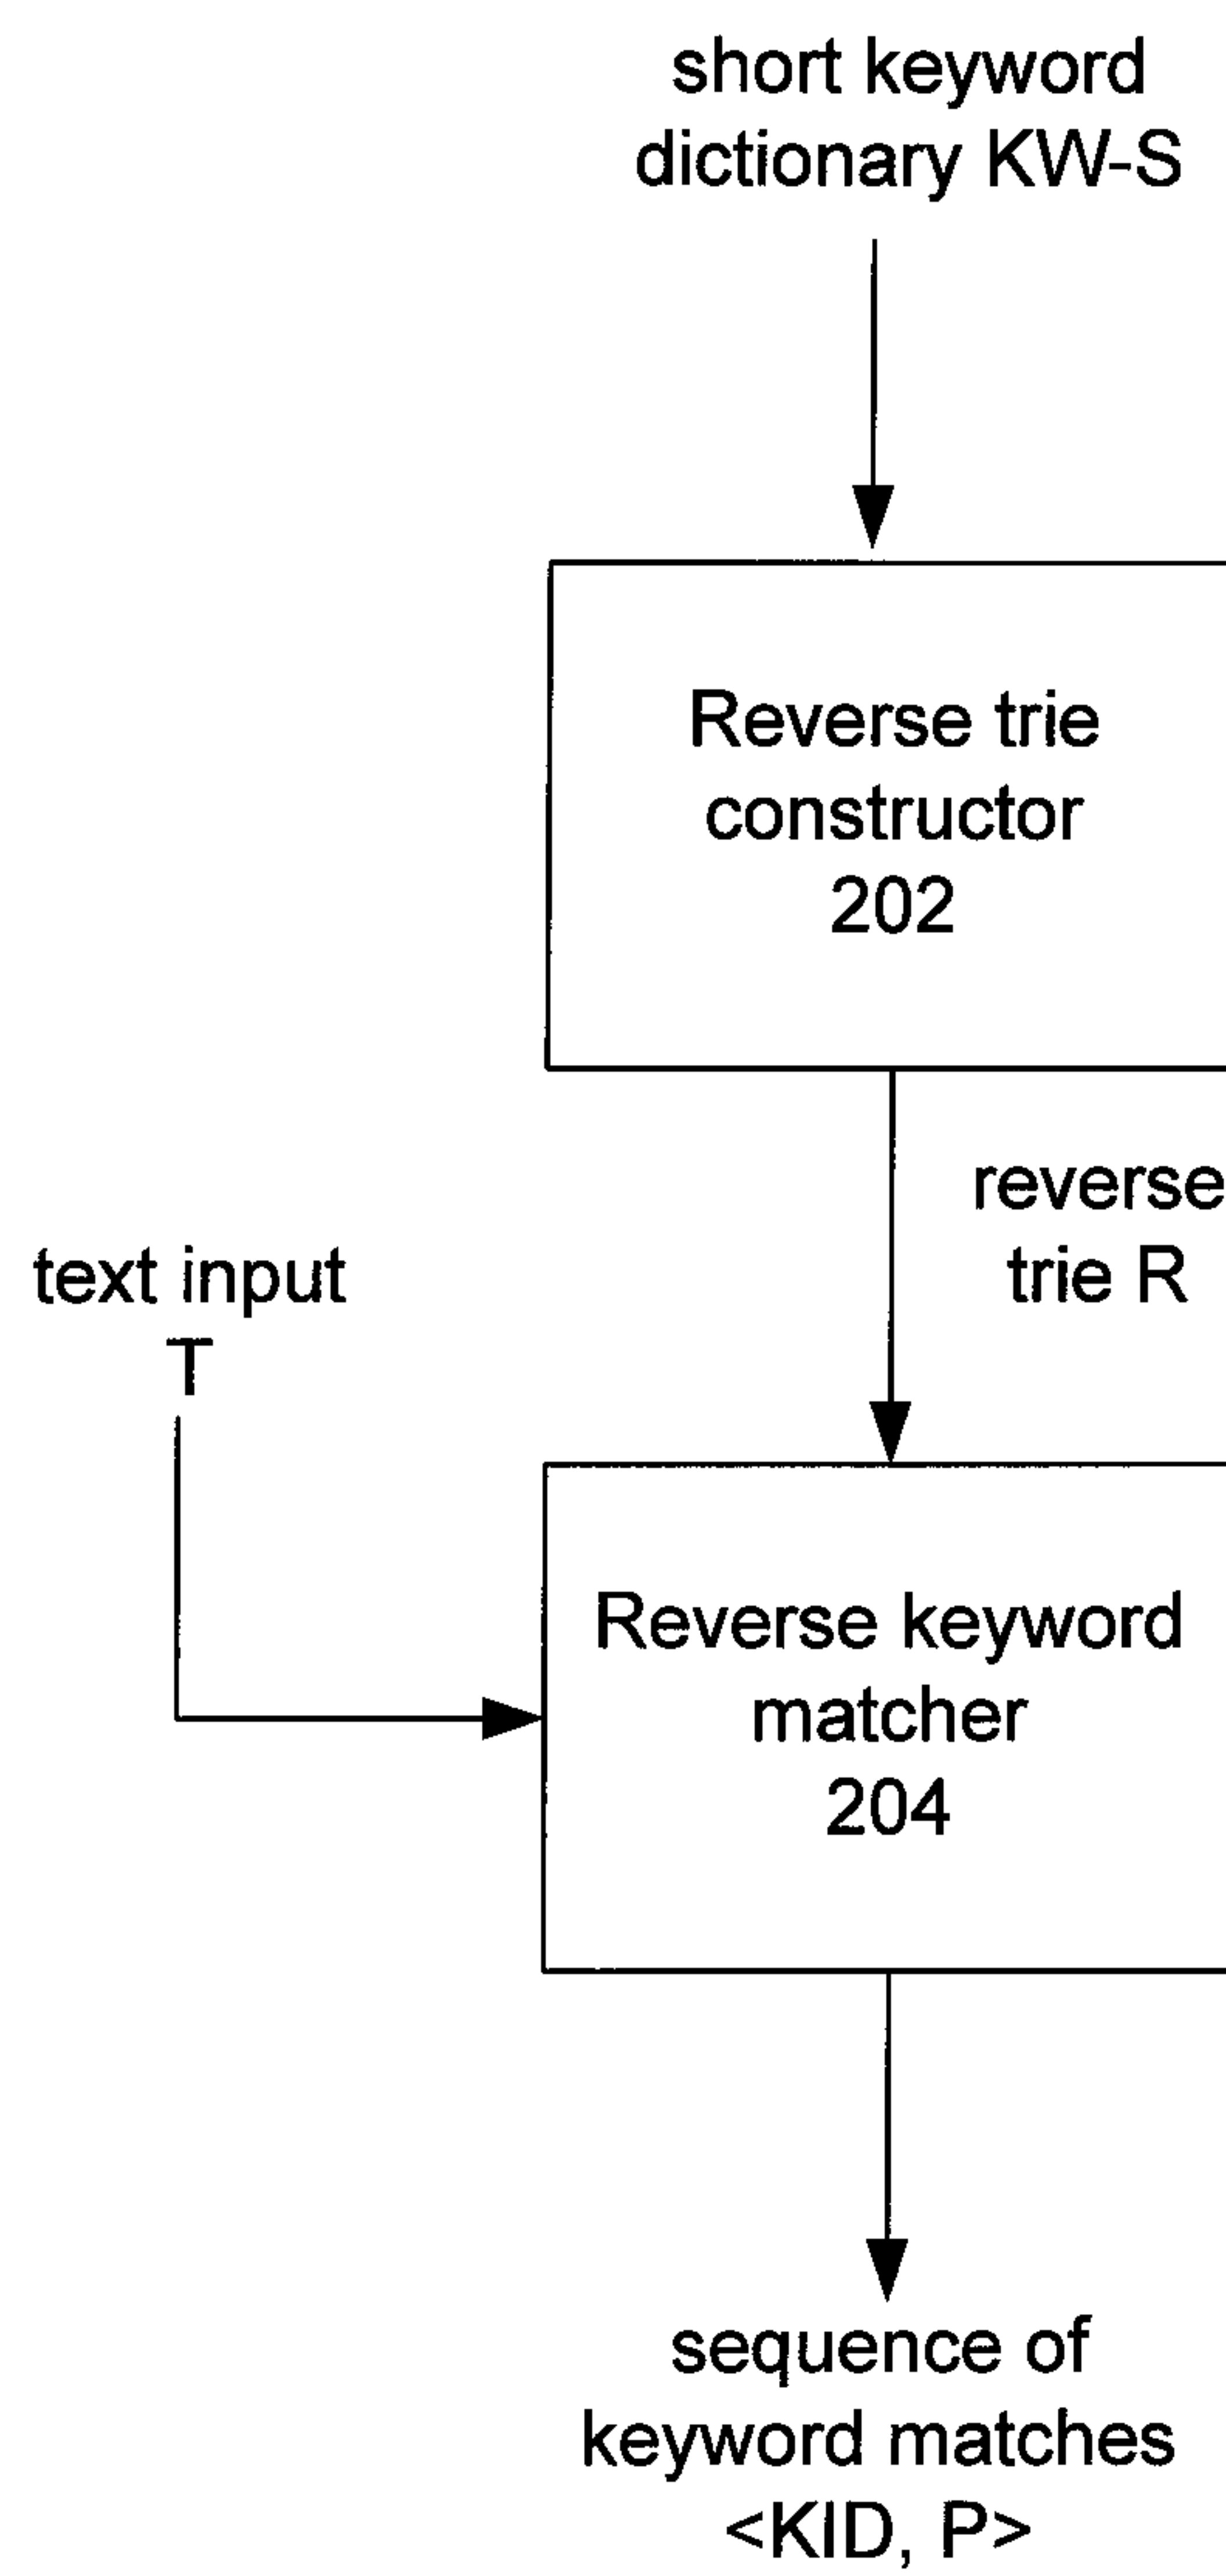 short keyword
dictionary KW-S
Reverse trie
constructor
202
reverse
trie R
text input
T
Reverse keyword
matcher
204
sequence of
keyword matches
<KID, P>